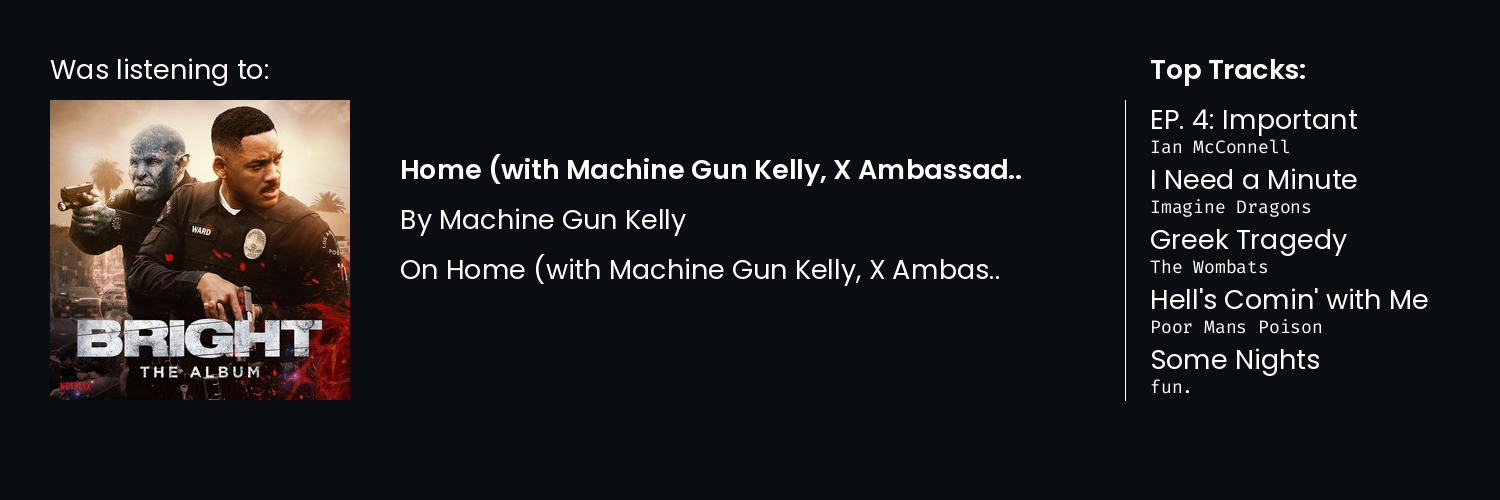 Was listening to:
WARD
BRIGHT
THE ALBUM
NETFLIX
Home (with Machine Gun Kelly, X Ambassad..
By Machine Gun Kelly
On Home (with Machine Gun Kelly, X Ambas..
Top Tracks:
EP. 4: Important
Ian McConnell
I Need a Minute
Imagine Dragons
Greek Tragedy
The Wombats
Hell's Comin' with Me
Poor Mans Poison
Some Nights
fun.